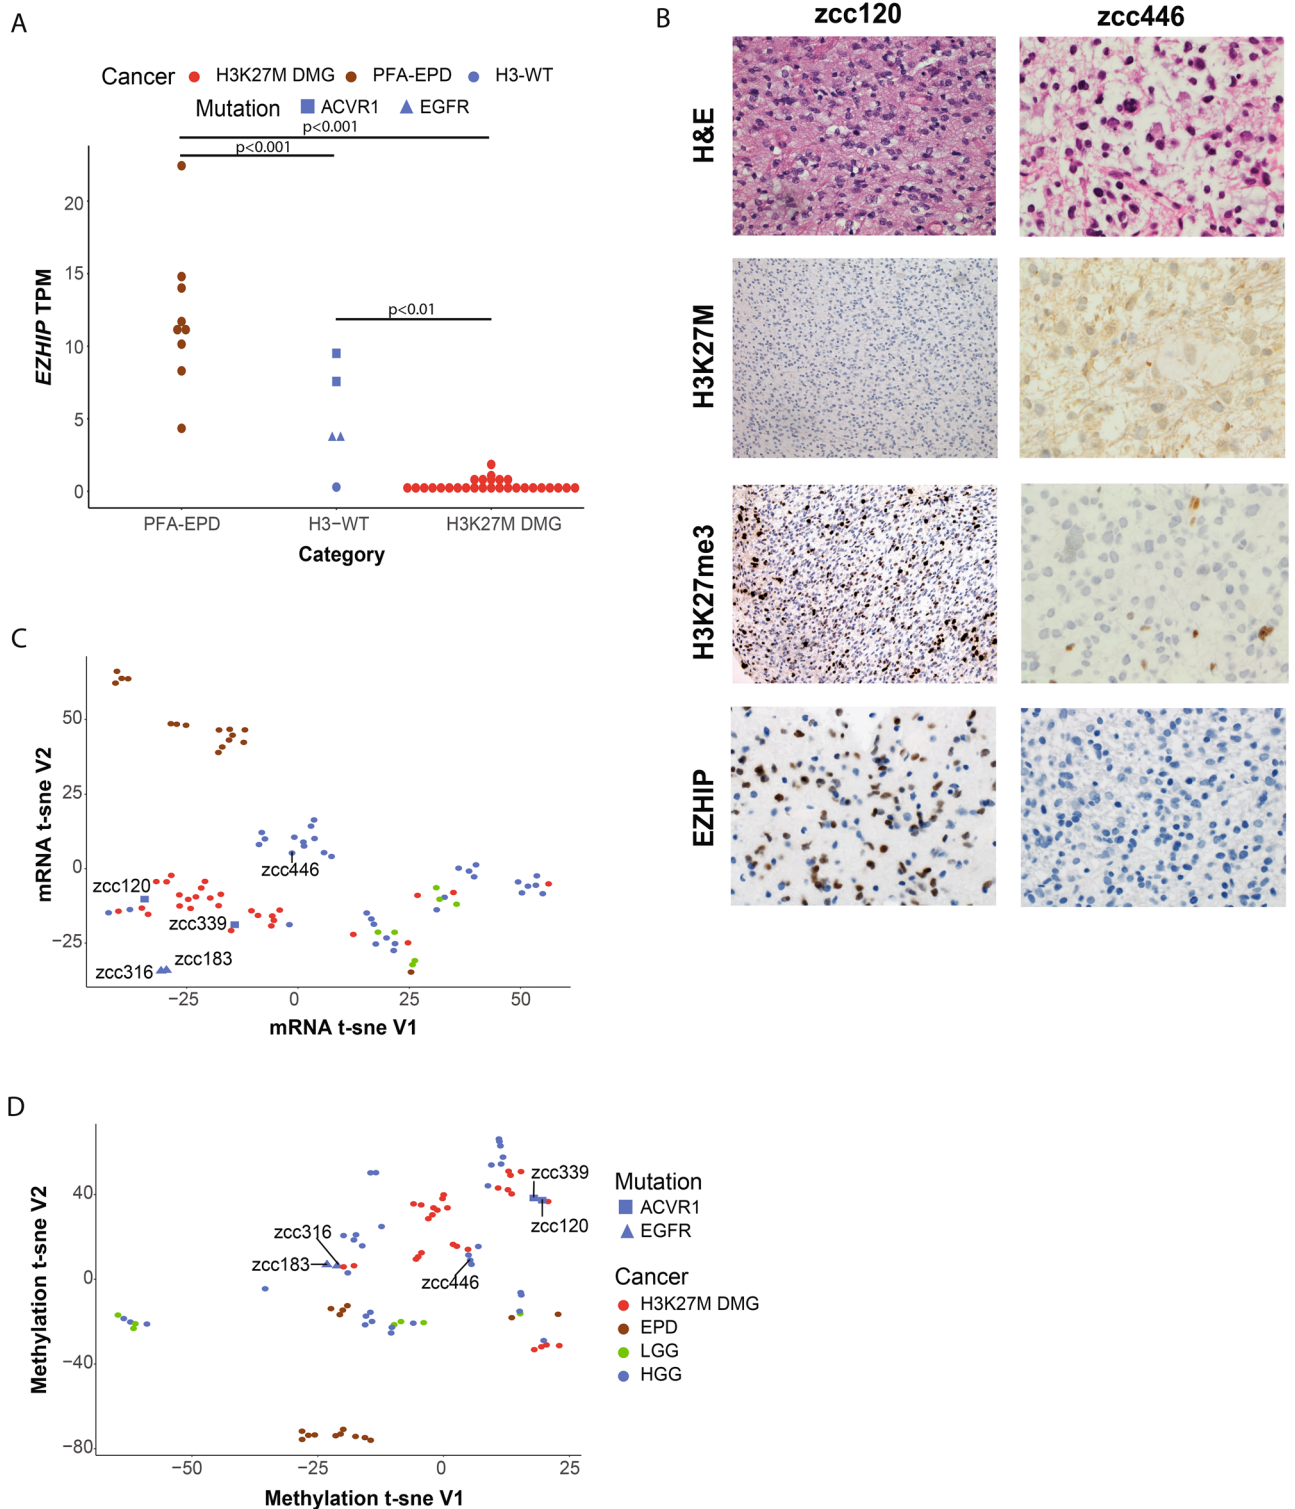 A
Cancer H3K27M DMG PFA-EPD H3-WT
Mutation ACVR1 EGFR
p<0.001
p<0.001
p<0.01
EZHIP TPM
20
15
10
5
0
PFA-EPD H3-WT H3K27M DMG
Category
B
zcc120 zcc446
H&E
H3K27M
H3K27me3
EZHIP
C
mRNA t-sne V2
50
25
0
−25
zcc446
zcc120
zcc339
zcc183
zcc316
−25 0 25 50
mRNA t-sne V1
D
Methylation t-sne V2
40
0
−40
−80
zcc339
zcc120
zcc316
zcc183
zcc446
−50 −25 0 25
Methylation t-sne V1
Mutation
ACVR1
EGFR
Cancer
H3K27M DMG
EPD
LGG
HGG